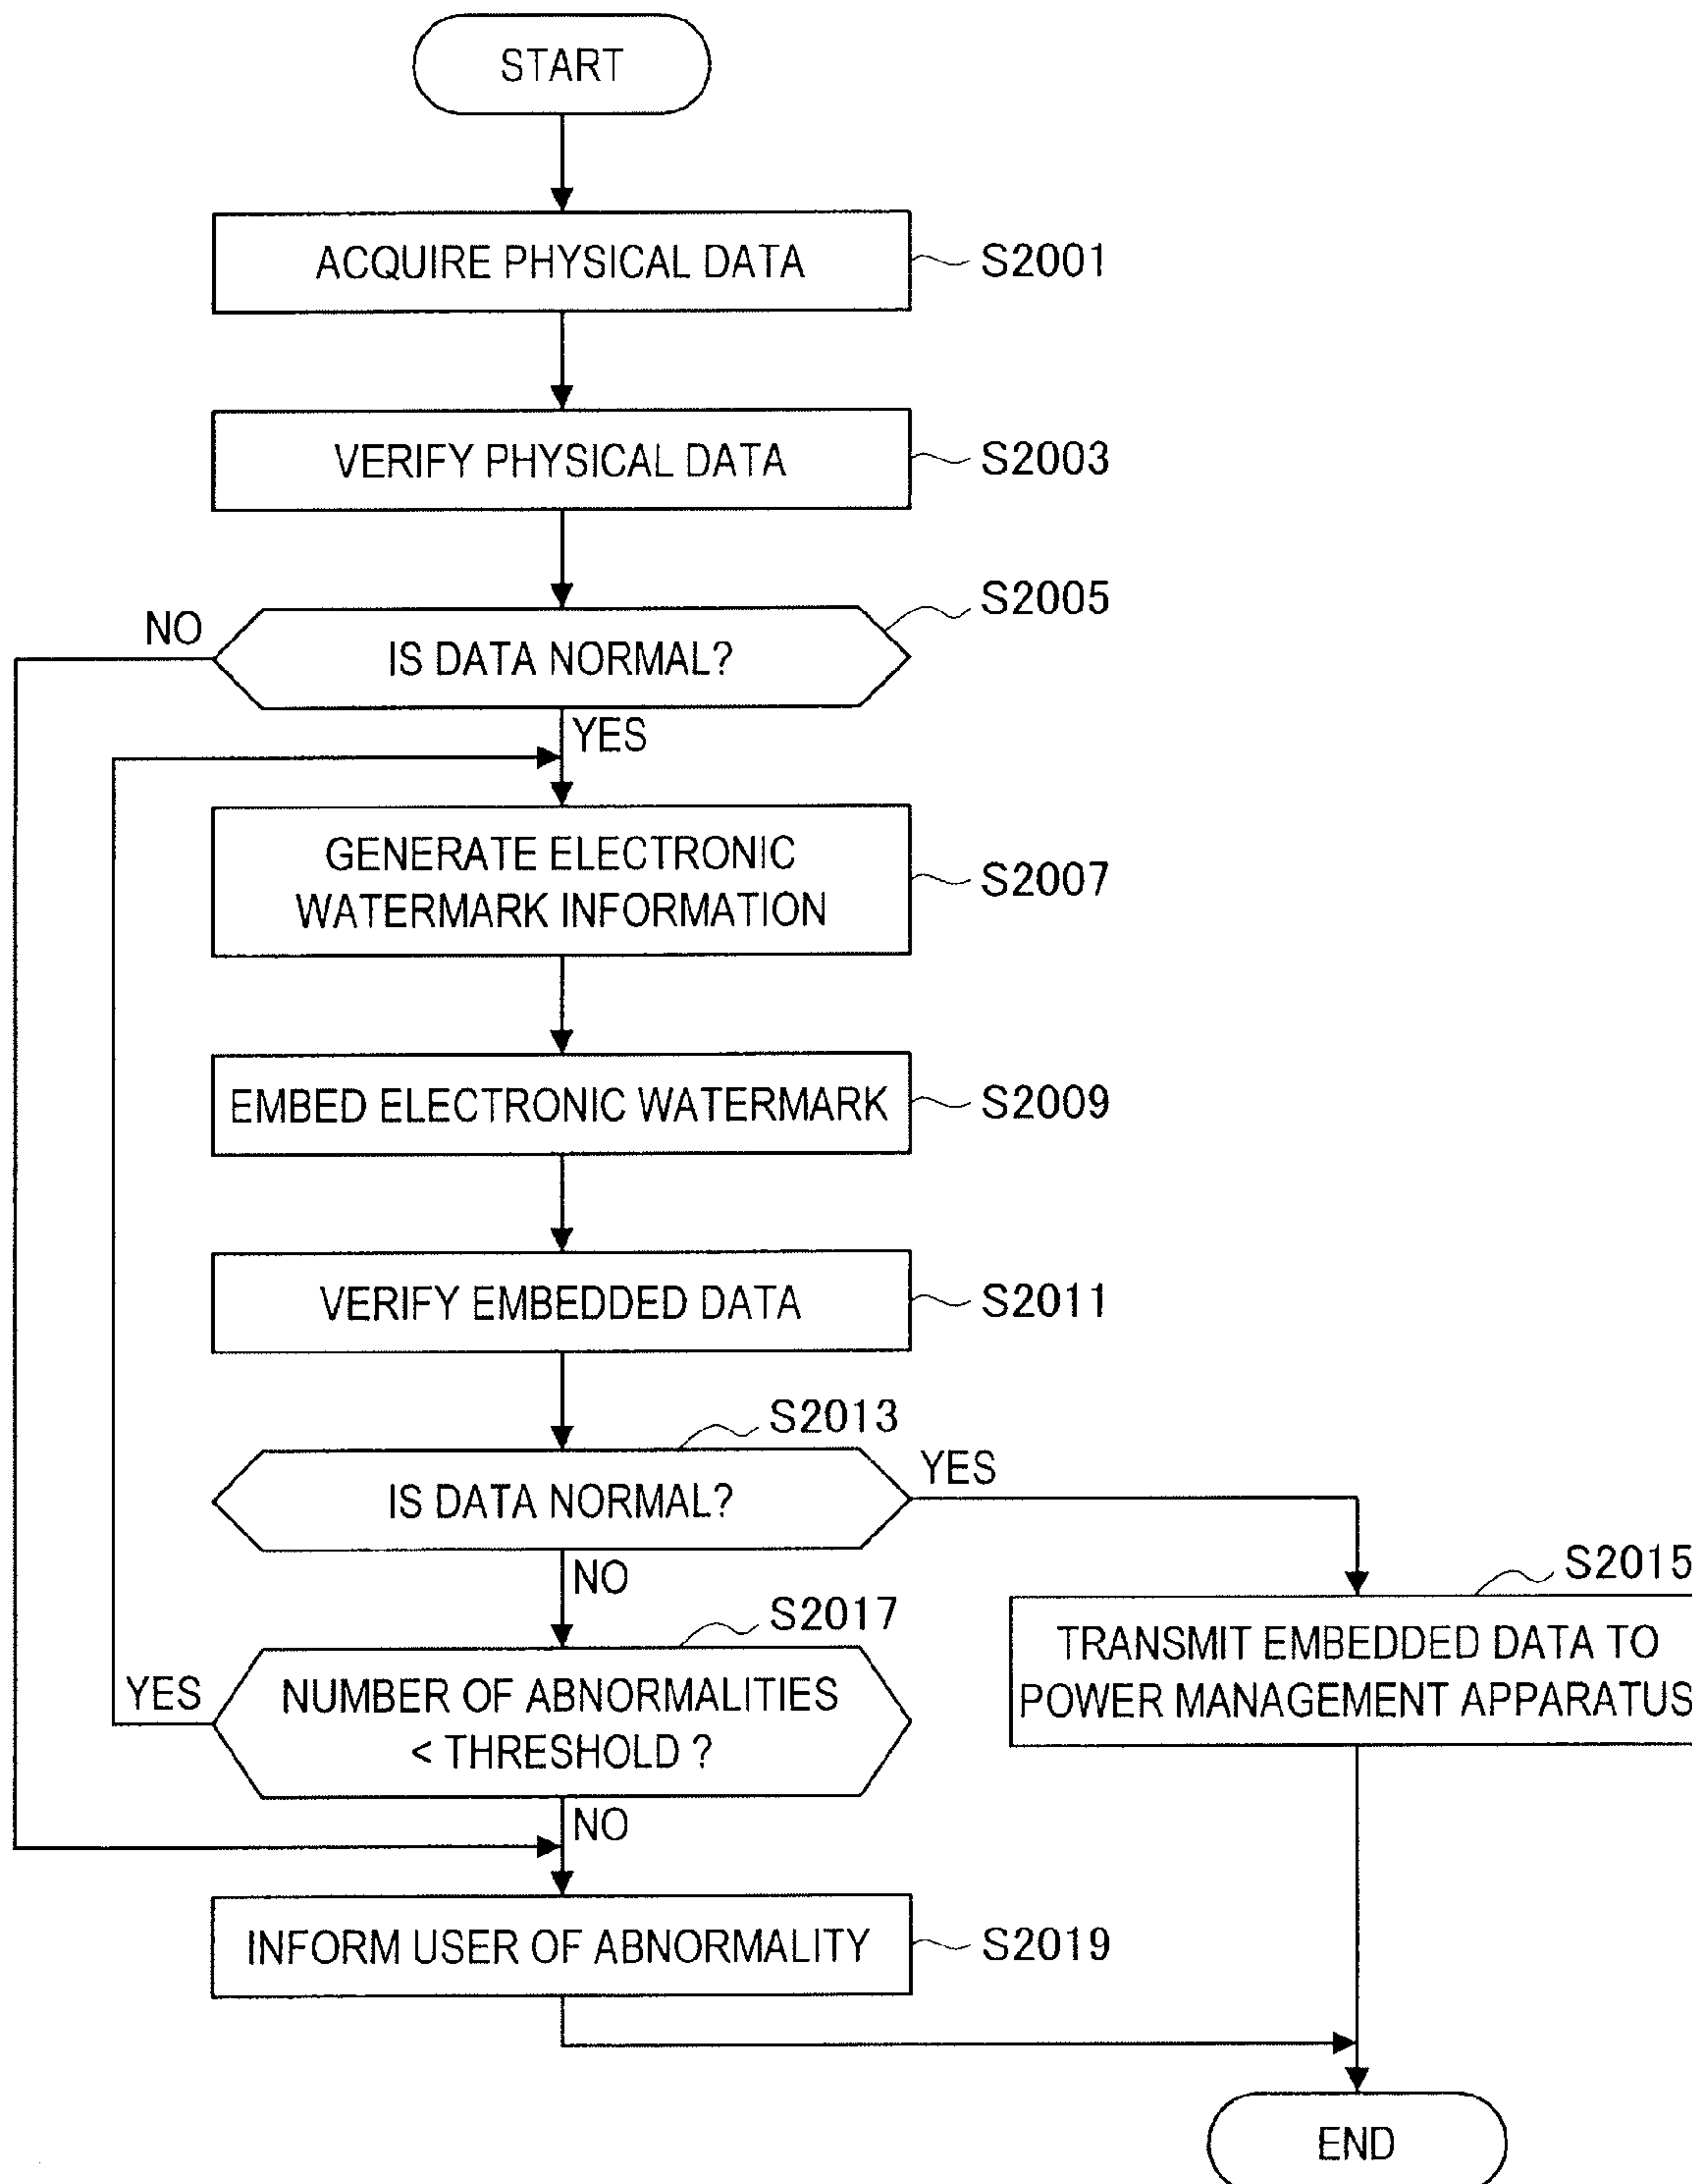 START
ACQUIRE PHYSICAL DATA
S2001
VERIFY PHYSICAL DATA
S2003
S2005
NO
IS DATA NORMAL?
YES
GENERATE ELECTRONIC
WATERMARK INFORMATION
S2007
EMBED ELECTRONIC WATERMARK
S2009
VERIFY EMBEDDED DATA
S2011
S2013
IS DATA NORMAL?
YES
NO
S2015
TRANSMIT EMBEDDED DATA TO
POWER MANAGEMENT APPARATUS
S2017
YES
NUMBER OF ABNORMALITIES
< THRESHOLD ?
NO
INFORM USER OF ABNORMALITY
S2019
END